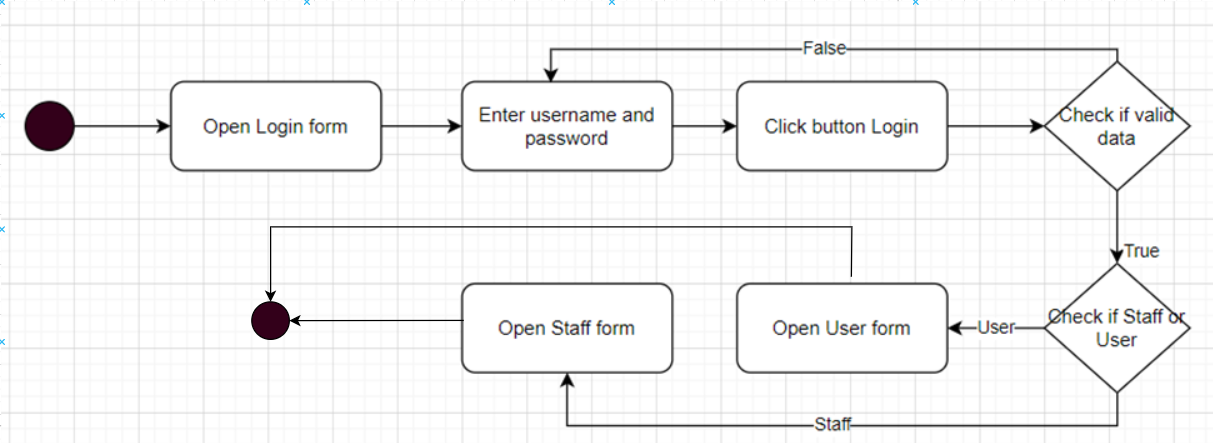 False
Open Login form
Enter username and
password
Click button Login
Check if valid
data
True
Open Staff form
Open User form
User
Check if Staff or
User
Staff